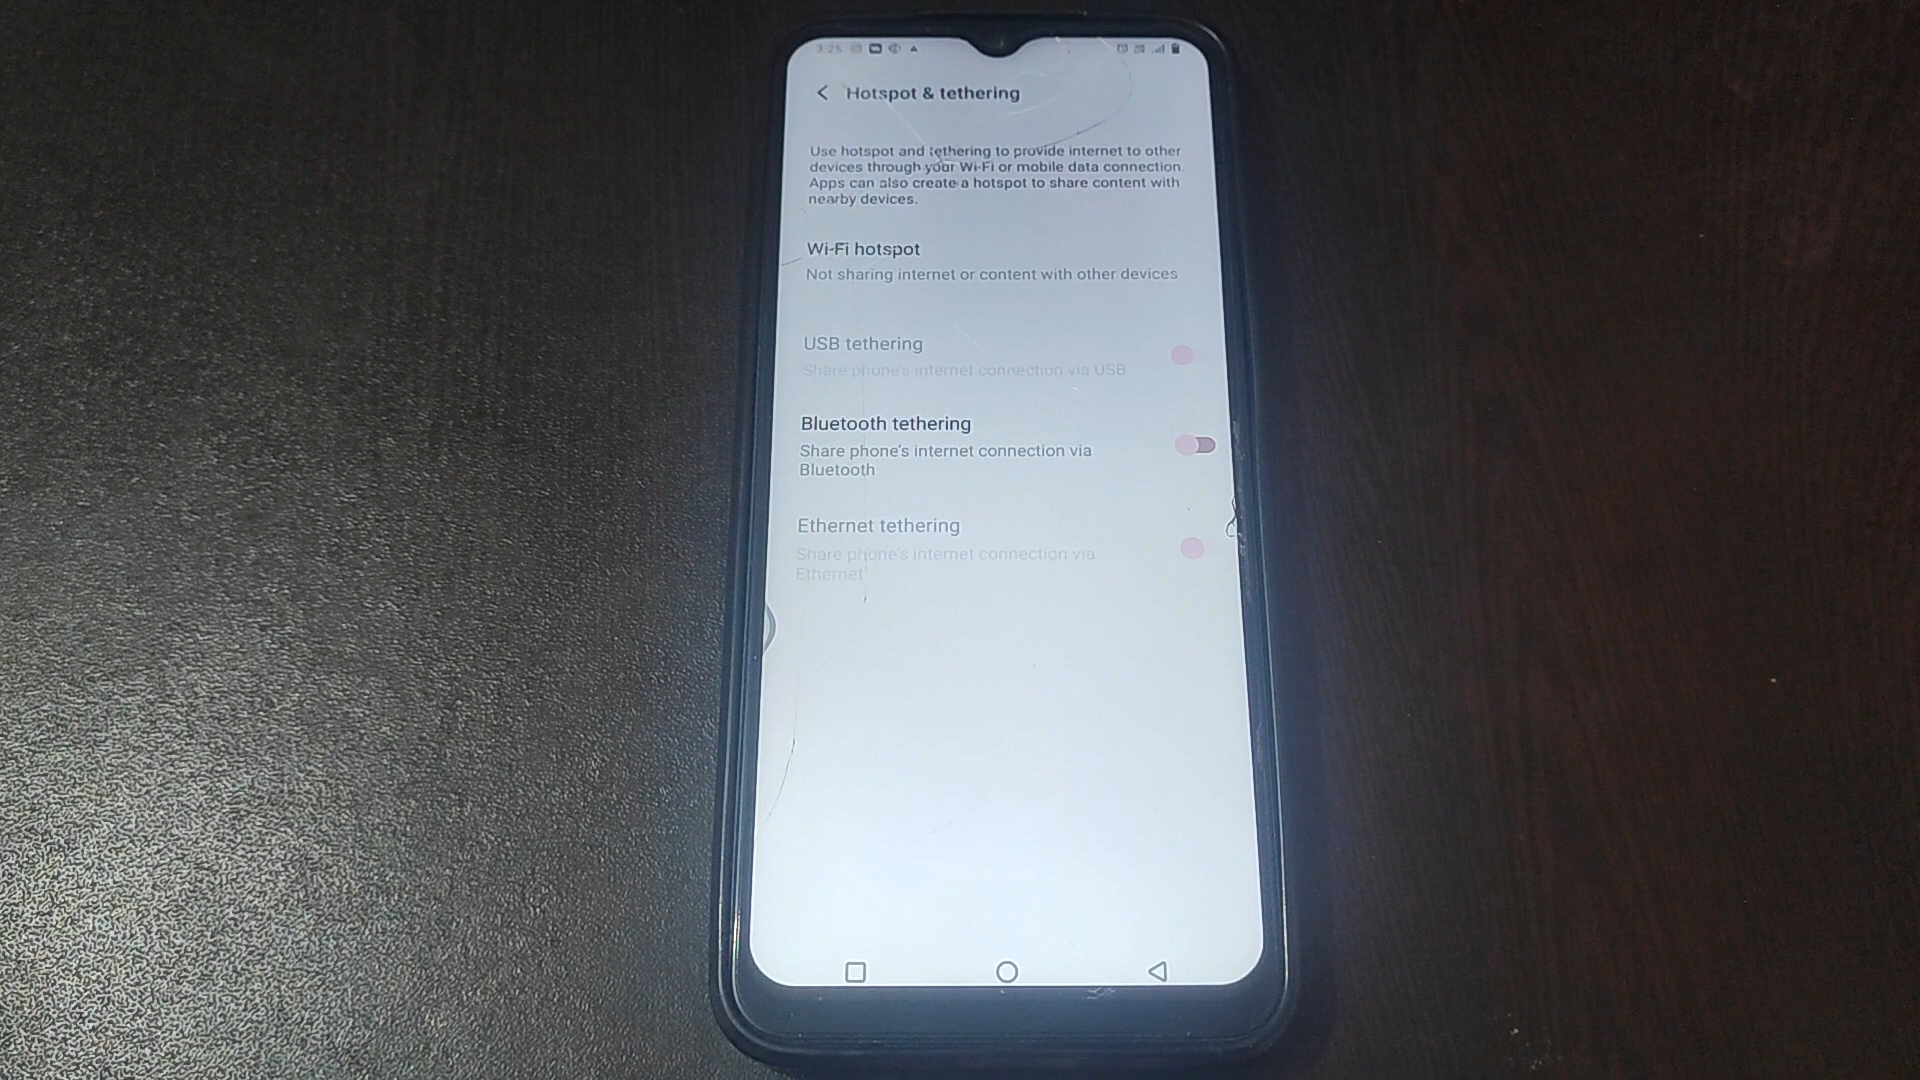 3:25
Hotspot & tethering
Use hotspot and tethering to provide internet to other
devices through your Wi-Fi or mobile data connection.
Apps can also create a hotspot to share content with
nearby devices.
Wi-Fi hotspot
Not sharing internet or content with other devices
USB tethering
Share phone's internet connection via USB
Bluetooth tethering
Share phone's internet connection via
Bluetooth
Ethernet tethering
Share phone's internet connection via
Ethernet